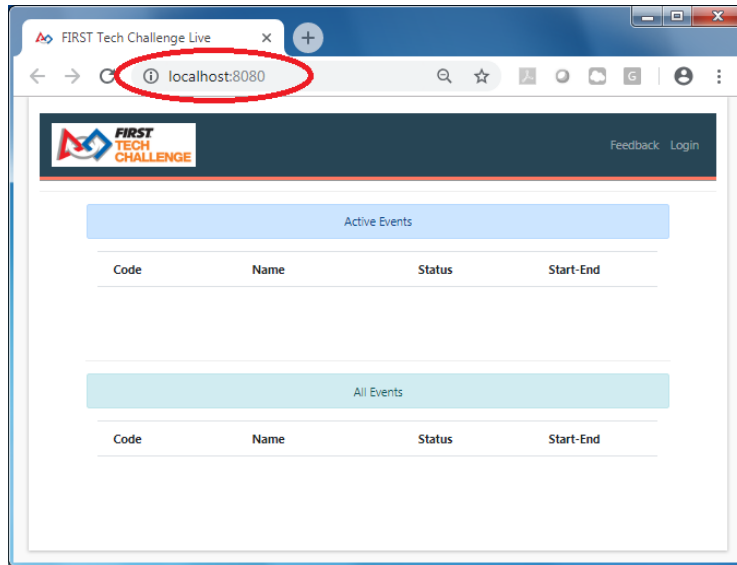 FIRST Tech Challenge Live
localhost:8080
G
FIRST
TECH
CHALLENGE
Feedback Login
Active Events
Code Name Status Start-End
All Events
Code Name Status Start-End